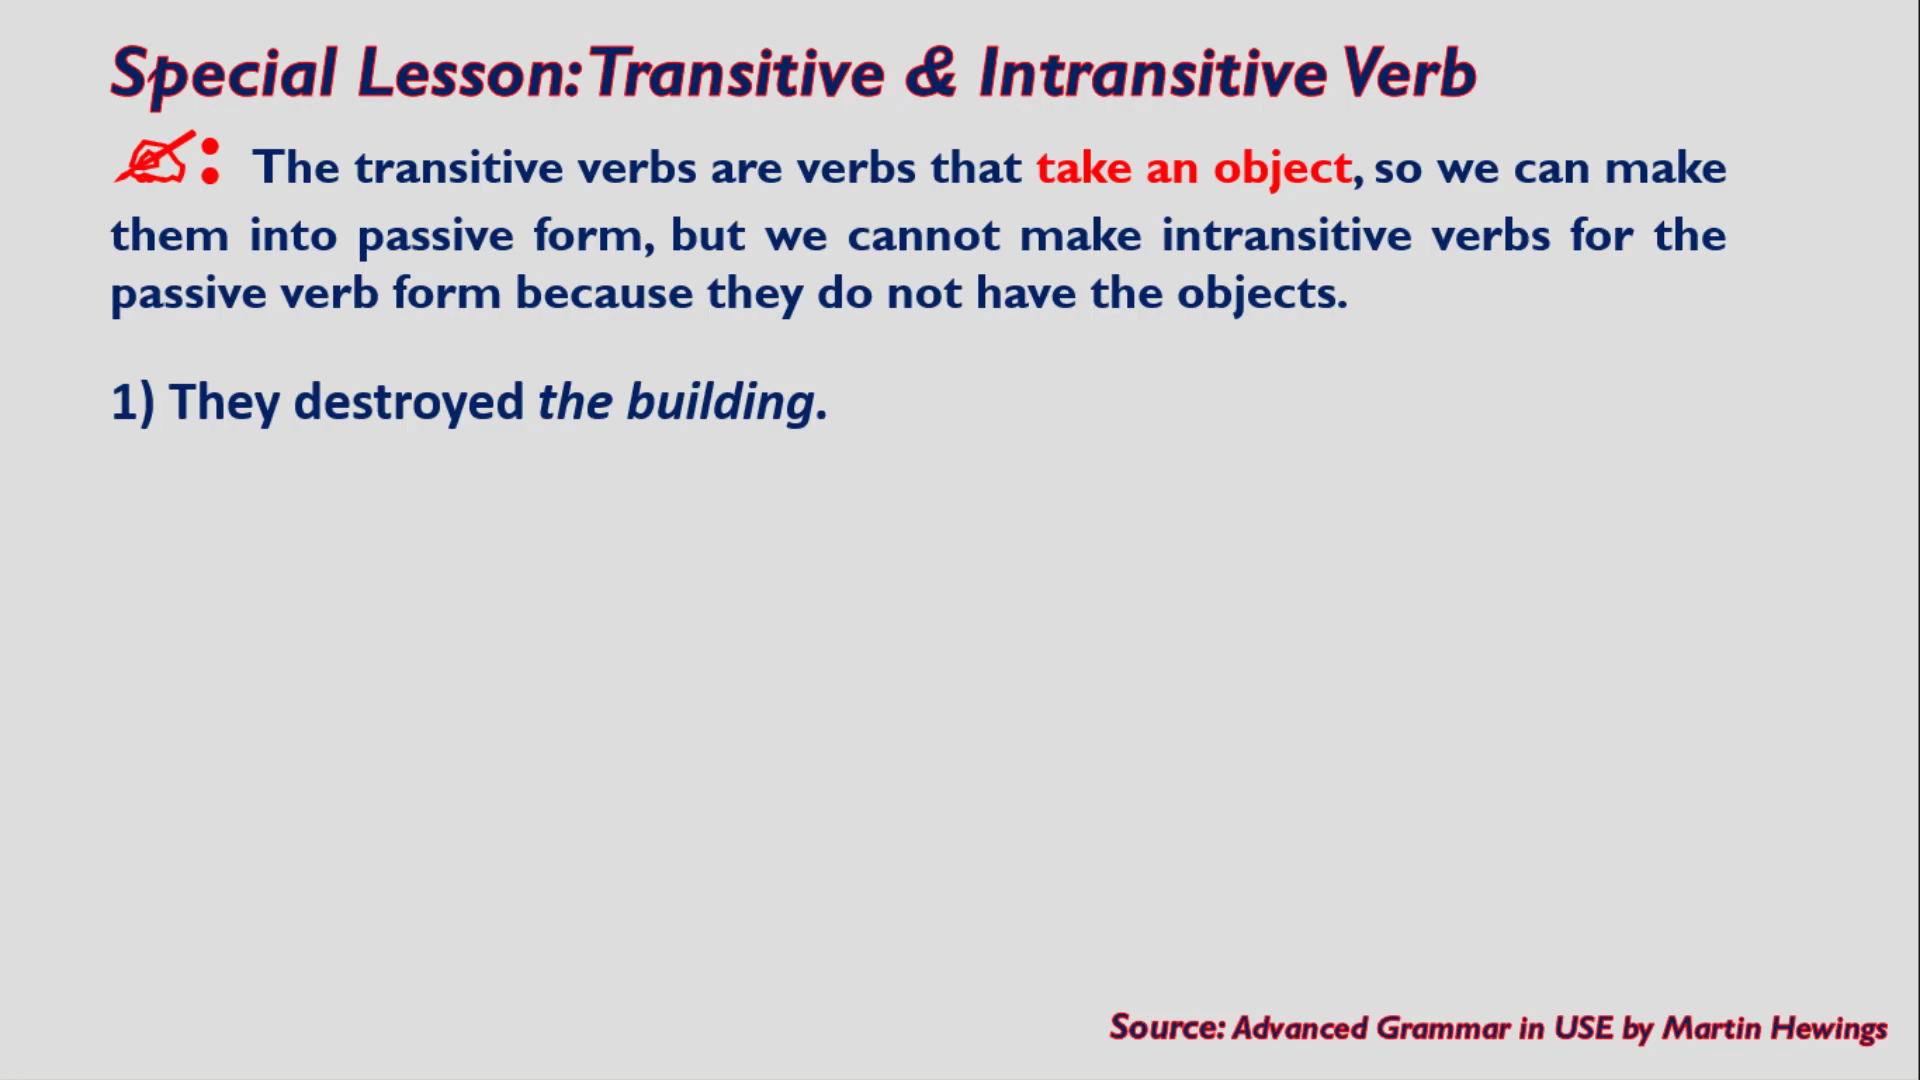 Special Lesson: Transitive & Intransitive Verb
✍: The transitive verbs are verbs that take an object, so we can make
them into passive form, but we cannot make intransitive verbs for the
passive verb form because they do not have the objects.
1) They destroyed the building.
Source: Advanced Grammar in USE by Martin Hewings